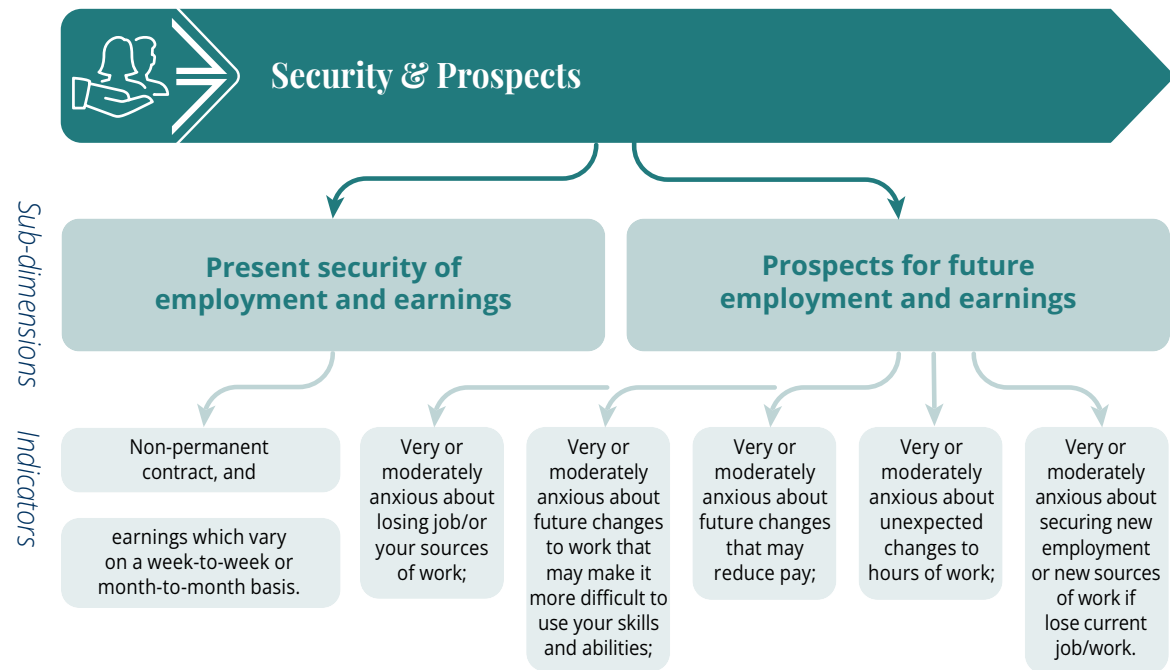 Security & Prospects
Sub-dimensions
Present security of
employment and earnings
Prospects for future
employment and earnings
Indicators
Non-permanent
contract, and
earnings which vary
on a week-to-week or
month-to-month basis.
Very or
moderately
anxious about
losing job/or
your sources
of work;
Very or
moderately
anxious about
future changes
to work that
may make it
more difficult to
use your skills
and abilities;
Very or
moderately
anxious about
future changes
that may
reduce pay;
Very or
moderately
anxious about
unexpected
changes to
hours of work;
Very or
moderately
anxious about
securing new
employment
or new sources
of work if
lose current
job/work.